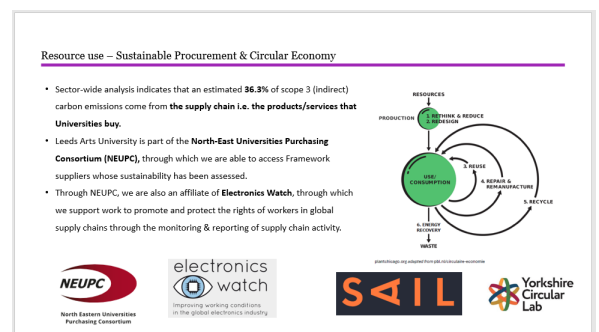 Resource use – Sustainable Procurement & Circular Economy
• Sector-wide analysis indicates that an estimated 36.3% of scope 3 (indirect)
carbon emissions come from the supply chain i.e. the products/services that
Universities buy.
• Leeds Arts University is part of the North-East Universities Purchasing
Consortium (NEUPC), through which we are able to access Framework
suppliers whose sustainability has been assessed.
• Through NEUPC, we are also an affiliate of Electronics Watch, through which
we support work to promote and protect the rights of workers in global
supply chains through the monitoring & reporting of supply chain activity.
RESOURCES
PRODUCTION
1. RETHINK & REDUCE
2. REDESIGN
USE/
CONSUMPTION
3. REUSE
4. REPAIR &
REMANUFACTURE
5. RECYCLE
6. ENERGY
RECOVERY
WASTE
NEUPC
North Eastern Universities
Purchasing Consortium
electronics
watch
Improving working conditions
in the global electronics industry
SAIL
Yorkshire
Circular
Lab